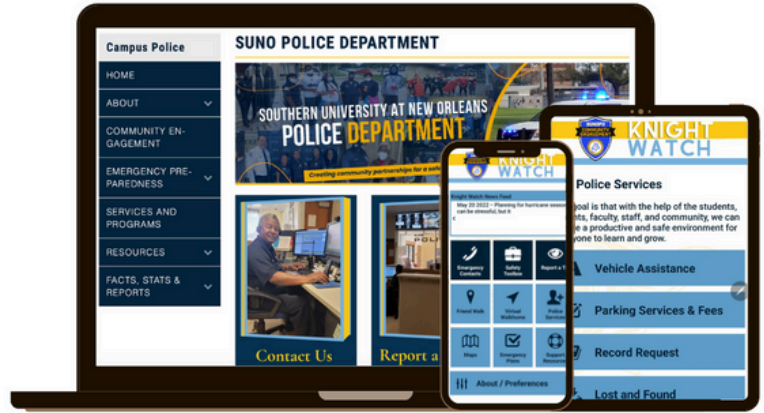 Campus Police
HOME
ABOUT
COMMUNITY EN-
GAGEMENT
EMERGENCY PRE-
PAREDNESS
SERVICES AND
PROGRAMS
RESOURCES
FACTS, STATS &
REPORTS
SUNO POLICE DEPARTMENT
SOUTHERN UNIVERSITY AT NEW ORLEANS
POLICE DEPARTMENT
Creating community partnerships for a safe
Contact Us
Report a
KNIGHT
WATCH
Knight Watch News Feed
May 20 2022 - Planning for hurricane season
can be stressful, but it
Emergency
Contacts
Safety
Toolbox
Report a T
Friend Walk
Virtual
Walkhome
Police
Services
Maps
Emergency
Plans
Support
Resources
About / Preferences
COMMUNITY
ENGAGEMENT
KNIGHT
WATCH
Police Services
goal is that with the help of the students,
nts, faculty, staff, and community, we can
e a productive and safe environment for
yone to learn and grow.
Vehicle Assistance
Parking Services & Fees
Record Request
Lost and Found